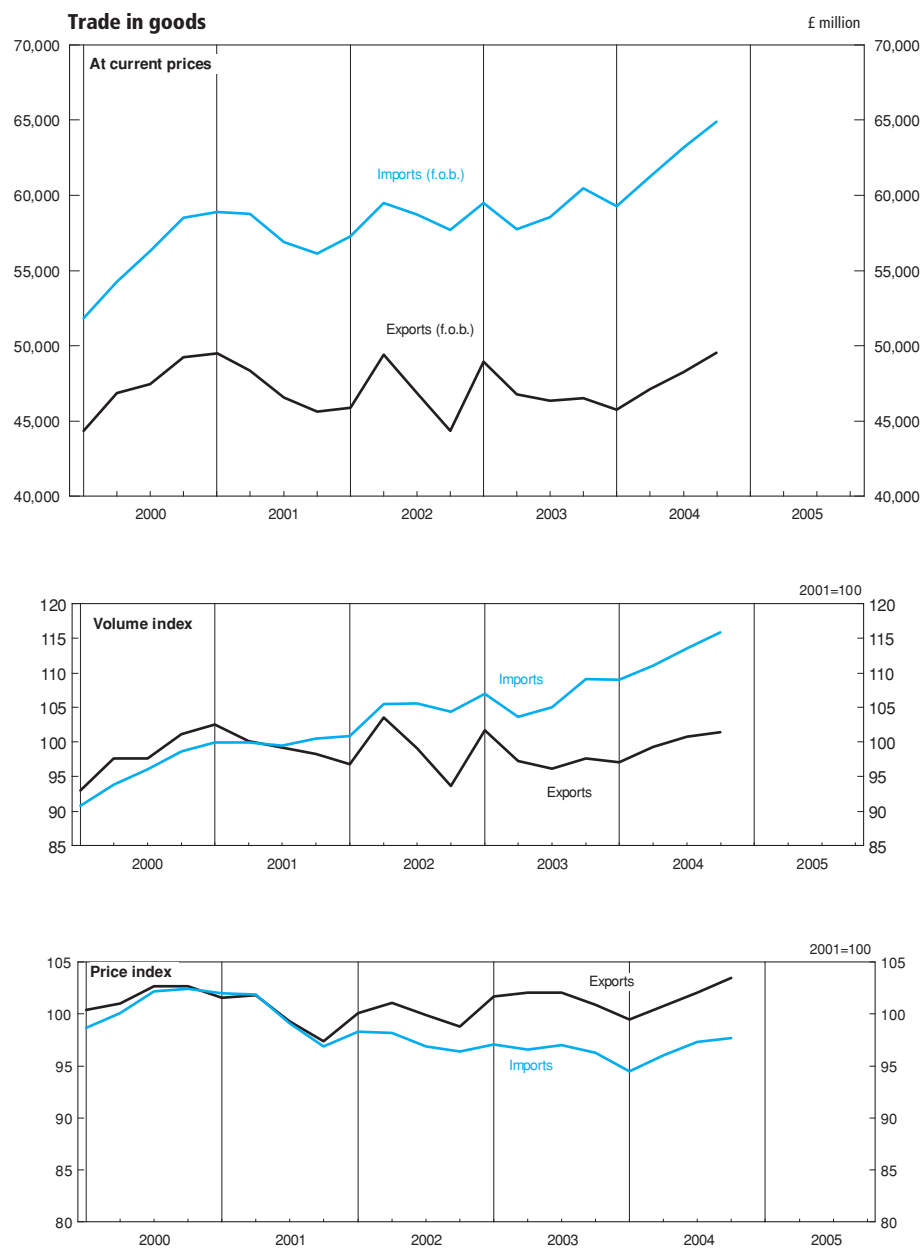 Trade in goods
£ million
70,000 70,000
At current prices
65,000 65,000
Imports (f.o.b.)
60,000 60,000
55,000 55,000
Exports (f.o.b.)
50,000 50,000
45,000 45,000
40,000 40,000
2000 2001 2002 2003 2004 2005
2001=100
120 120
Volume index
115 115
Imports
110 110
105 105
100 100
95 95
Exports
90 90
85 85
2000 2001 2002 2003 2004 2005
2001=100
105 105
Price index
Exports
100 100
95 95
Imports
90 90
85 85
80 80
2000 2001 2002 2003 2004 2005